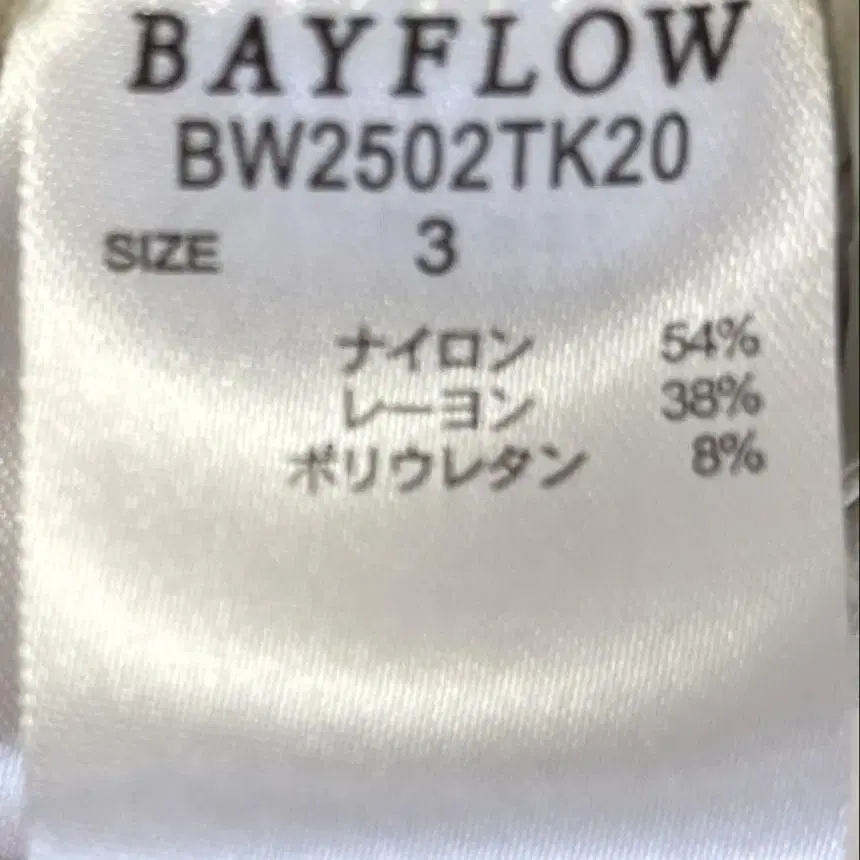 BAYFLOW
BW2502TK20
SIZE 3
ナイロン 54%
レーヨン 38%
ポリウレタン 8%